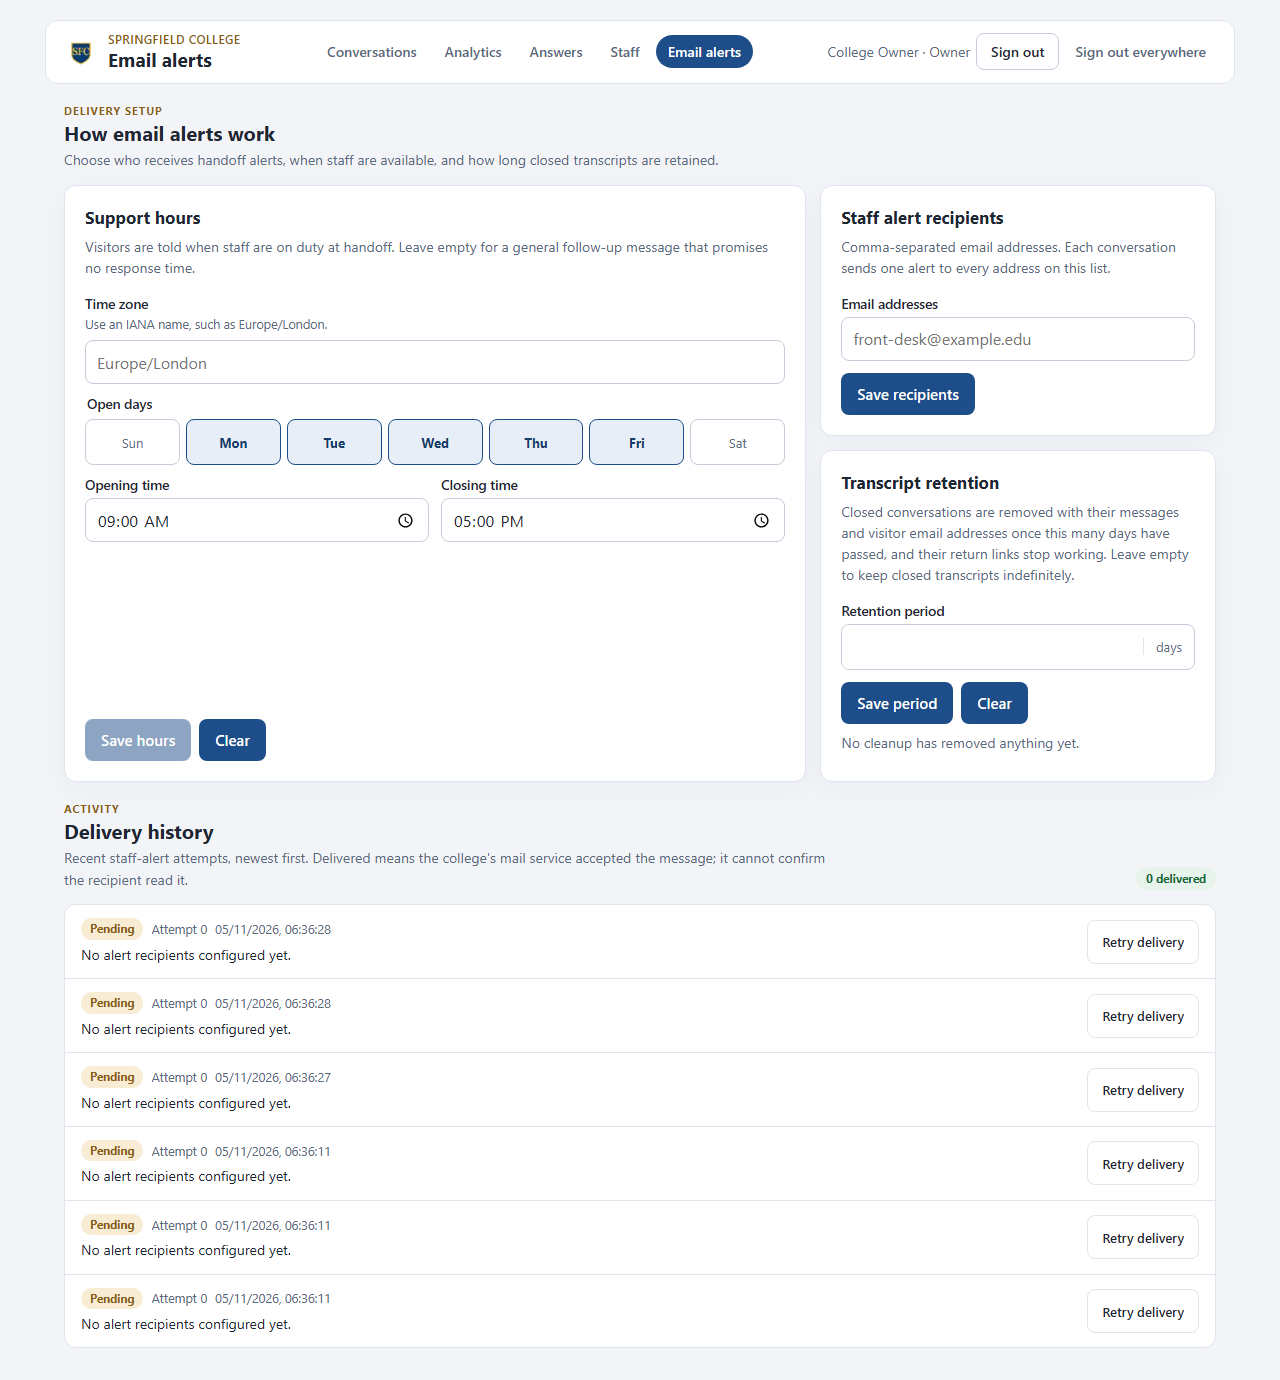 SFC
SPRINGFIELD COLLEGE
Email alerts
Conversations
Analytics
Answers
Staff
Email alerts
College Owner · Owner
Sign out
Sign out everywhere
DELIVERY SETUP
How email alerts work
Choose who receives handoff alerts, when staff are available, and how long closed transcripts are retained.
Support hours
Visitors are told when staff are on duty at handoff. Leave empty for a general follow-up message that promises
no response time.
Time zone
Use an IANA name, such as Europe/London.
Europe/London
Open days
Sun
Mon
Tue
Wed
Thu
Fri
Sat
Opening time
Closing time
09:00 AM
05:00 PM
Save hours
Clear
Staff alert recipients
Comma-separated email addresses. Each conversation
sends one alert to every address on this list.
Email addresses
front-desk@example.edu
Save recipients
Transcript retention
Closed conversations are removed with their messages
and visitor email addresses once this many days have
passed, and their return links stop working. Leave empty
to keep closed transcripts indefinitely.
Retention period
days
Save period
Clear
No cleanup has removed anything yet.
ACTIVITY
Delivery history
Recent staff-alert attempts, newest first. Delivered means the college's mail service accepted the message; it cannot confirm
the recipient read it.
0 delivered
Pending Attempt 0 05/11/2026, 06:36:28
No alert recipients configured yet.
Retry delivery
Pending Attempt 0 05/11/2026, 06:36:28
No alert recipients configured yet.
Retry delivery
Pending Attempt 0 05/11/2026, 06:36:27
No alert recipients configured yet.
Retry delivery
Pending Attempt 0 05/11/2026, 06:36:11
No alert recipients configured yet.
Retry delivery
Pending Attempt 0 05/11/2026, 06:36:11
No alert recipients configured yet.
Retry delivery
Pending Attempt 0 05/11/2026, 06:36:11
No alert recipients configured yet.
Retry delivery